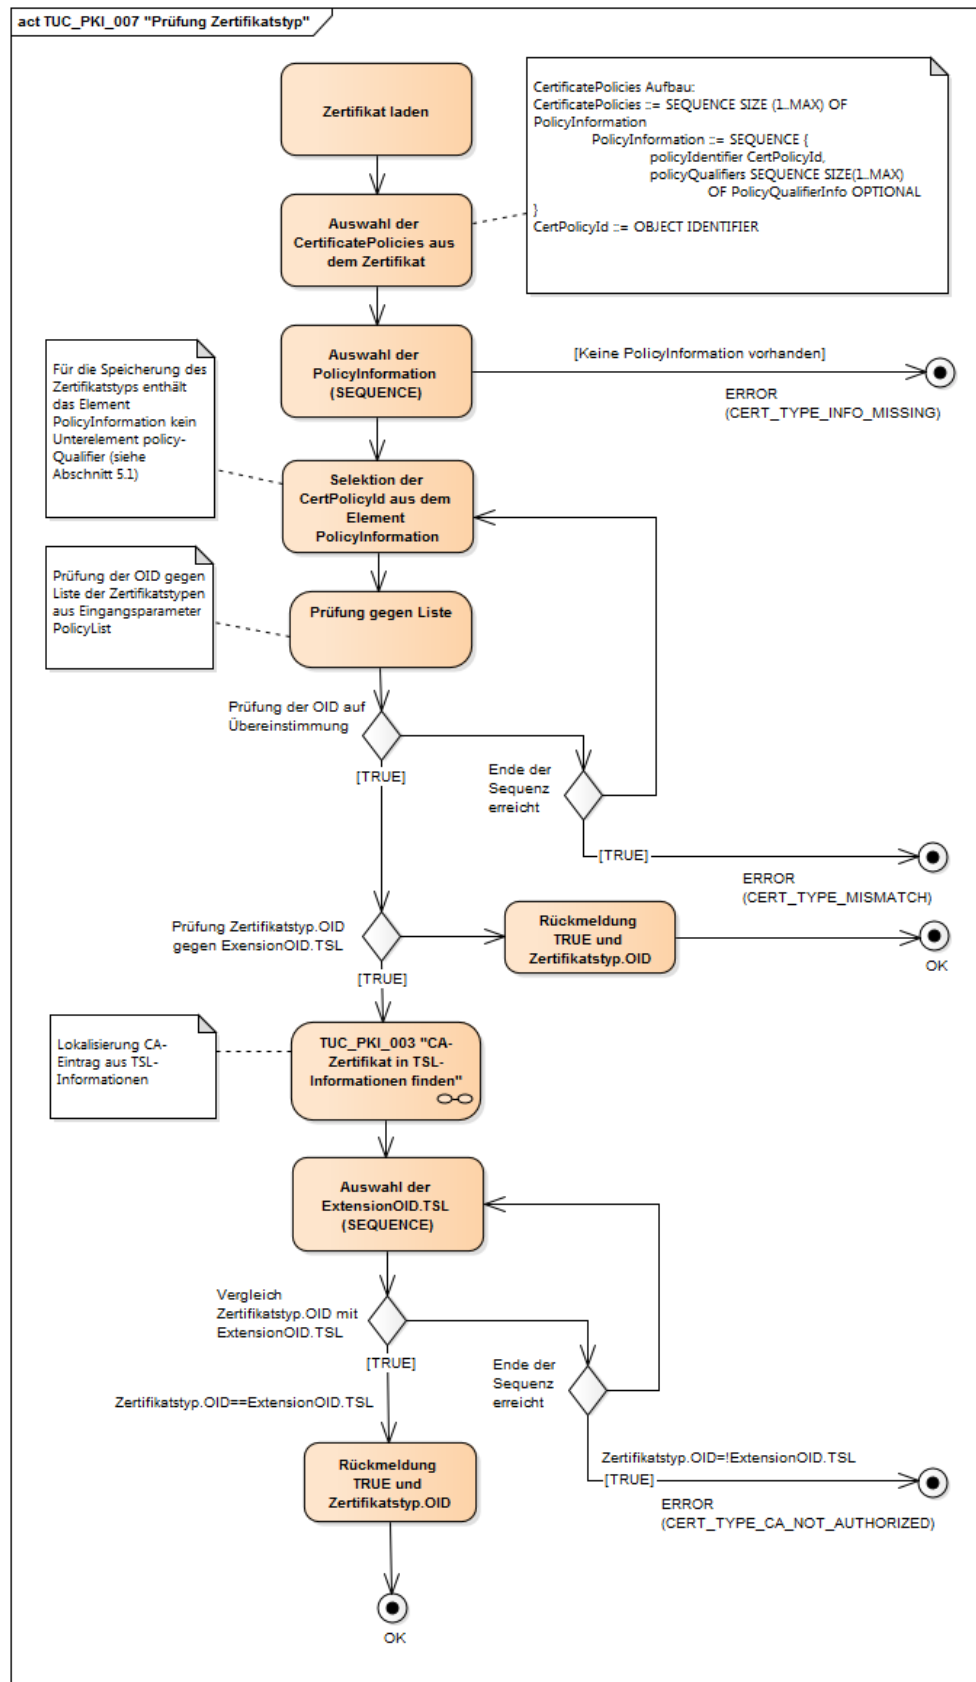 act TUC_PKI_007 "Prüfung Zertifikatstyp"
Zertifikat laden
CertificatePolicies Aufbau:
CertificatePolicies ::= SEQUENCE SIZE (1..MAX) OF
PolicyInformation
PolicyInformation ::= SEQUENCE {
policyIdentifier CertPolicyId,
policyQualifiers SEQUENCE SIZE(1..MAX)
OF PolicyQualifierInfo OPTIONAL
}
CertPolicyId ::= OBJECT IDENTIFIER
Auswahl der
CertificatePolicies aus
dem Zertifikat
Auswahl der
PolicyInformation
(SEQUENCE)
[Keine PolicyInformation vorhanden]
ERROR
(CERT_TYPE_INFO_MISSING)
Für die Speicherung des
Zertifikatstyps enthält
das Element
PolicyInformation kein
Unterelement policy-
Qualifier (siehe
Abschnitt 5.1)
Selektion der
CertPolicyId aus dem
Element
PolicyInformation
Prüfung der OID gegen
Liste der Zertifikatstypen
aus Eingangsparameter
PolicyList
Prüfung gegen Liste
Prüfung der OID auf
Übereinstimmung
[TRUE]
Ende der
Sequenz
erreicht
[TRUE]
ERROR
(CERT_TYPE_MISMATCH)
Prüfung Zertifikatstyp.OID
gegen ExensionOID.TSL
[TRUE]
Rückmeldung
TRUE und
Zertifikatstyp.OID
OK
Lokalisierung CA-
Eintrag aus TSL-
Informationen
TUC_PKI_003 "CA-
Zertifikat in TSL-
Informationen finden"
Auswahl der
ExtensionOID.TSL
(SEQUENCE)
Vergleich
Zertifikatstyp.OID mit
ExtensionOID.TSL
[TRUE]
Ende der
Sequenz
erreicht
Zertifikatstyp.OID==ExtensionOID.TSL
Zertifikatstyp.OID=!ExtensionOID.TSL
[TRUE]
ERROR
(CERT_TYPE_CA_NOT_AUTHORIZED)
Rückmeldung
TRUE und
Zertifikatstyp.OID
OK